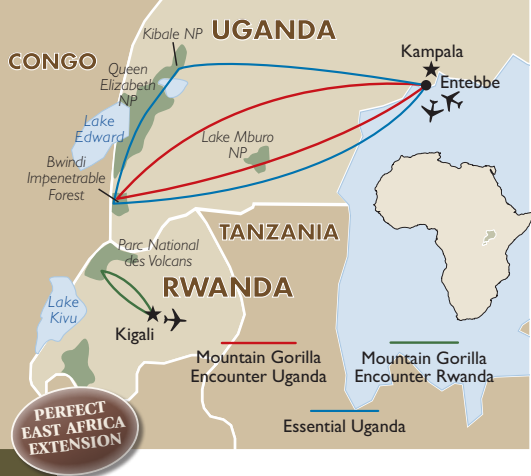 Kibale NP
UGANDA
CONGO
Kampala
Queen
Elizabeth
NP
Entebbe
Lake
Edward
Lake Mburo
NP
Bwindi
Impenetrable
Forest
TANZANIA
Parc National
des Volcans
RWANDA
Lake
Kivu
Kigali
Mountain Gorilla
Encounter Uganda
Mountain Gorilla
Encounter Rwanda
Essential Uganda
PERFECT
EAST AFRICA
EXTENSION